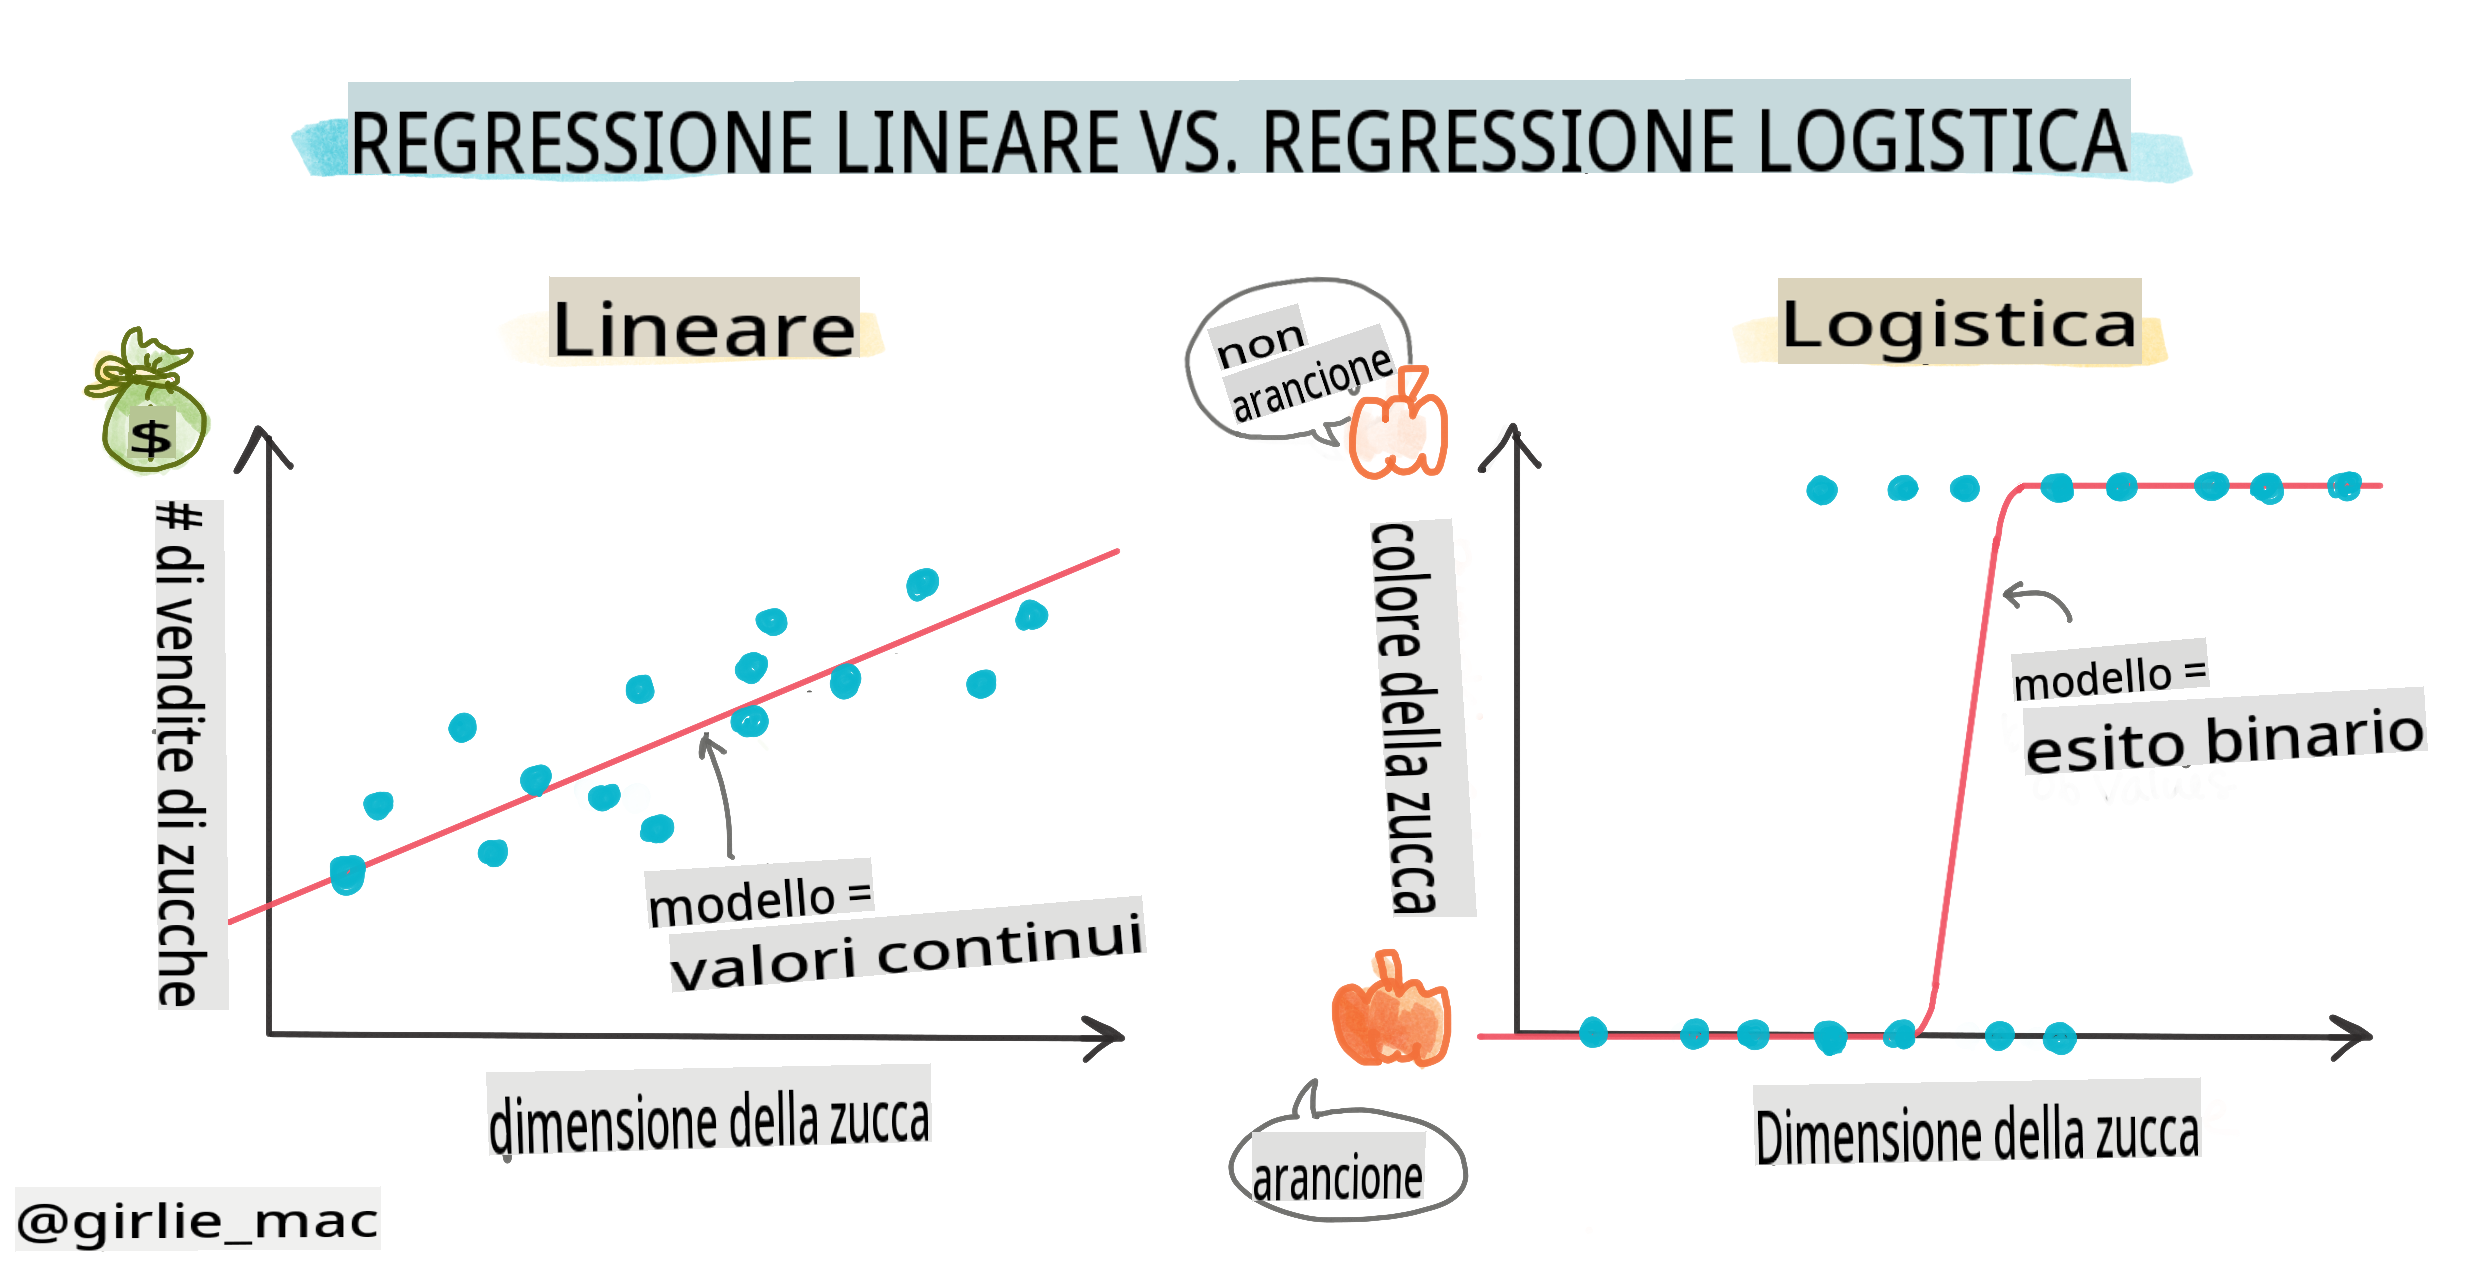 REGRESSIONE LINEARE VS. REGRESSIONE LOGISTICA
Lineare
$
# di vendite di zucche
modello =
valori continui
dimensione della zucca
Logistica
non
arancione
colore della zucca
modello =
esito binario
arancione
Dimensione della zucca
@girlie_mac